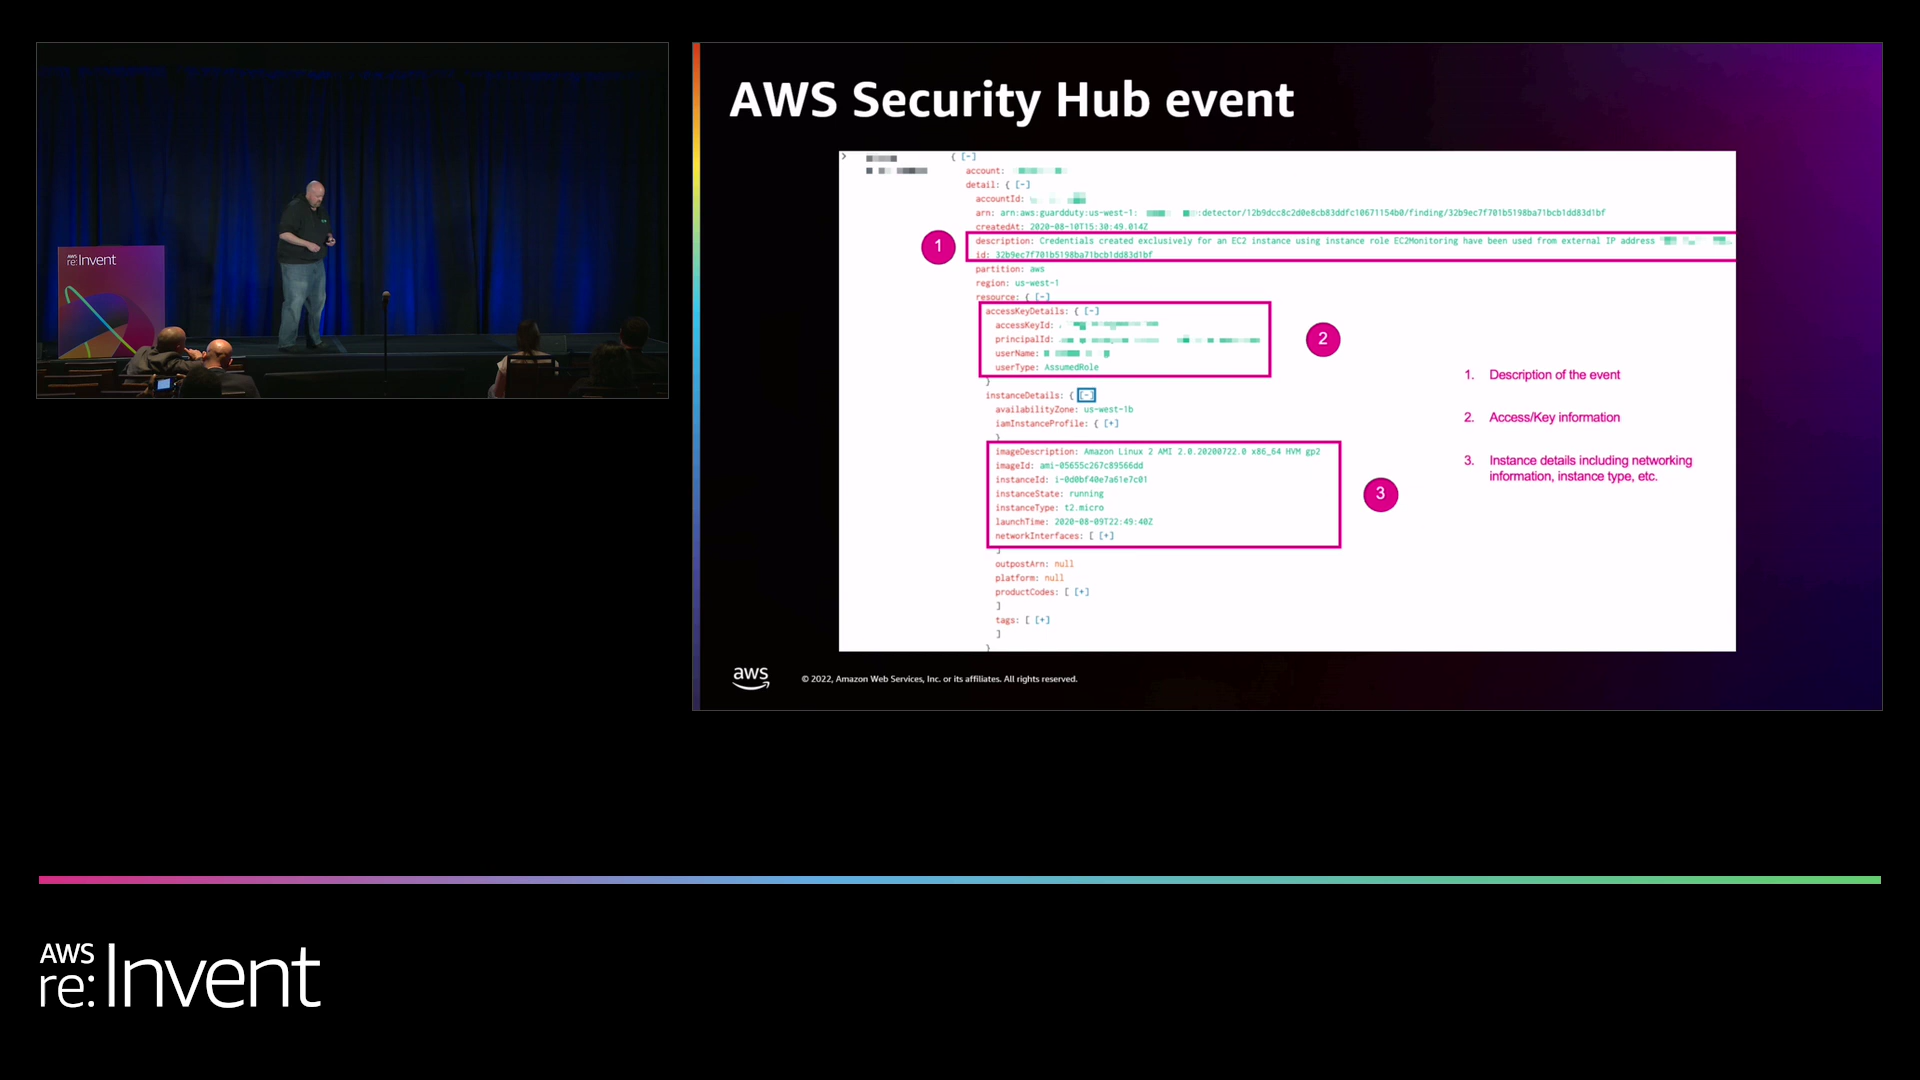 aws
re:Invent
AWS Security Hub event
{ [-]
account:
detail: { [-]
accountId:
arn: arn:aws:guardduty:us-west-1: :detector/12b9dcc8c2d0e8cb83ddfc10671154b0/finding/32b9ec7f701b5198ba71bcb1dd83d1bf
createdAt: 2020-08-10T15:30:49.014Z
1
description: Credentials created exclusively for an EC2 instance using instance role EC2Monitoring have been used from external IP address
id: 32b9ec7f701b5198ba71bcb1dd83d1bf
partition: aws
region: us-west-1
resource: { [-]
accessKeyDetails: { [-]
accessKeyId:
principalId:
userName:
userType: AssumedRole
}
2
instanceDetails: { [-]
availabilityZone: us-west-1b
iamInstanceProfile: { [+]
}
imageDescription: Amazon Linux 2 AMI 2.0.20200722.0 x86_64 HVM gp2
imageId: ami-05655c267c89566dd
instanceId: i-0d0bf40e7a61e7c01
instanceState: running
instanceType: t2.micro
launchTime: 2020-08-09T22:49:40Z
networkInterfaces: [ [+]
]
3
outpostArn: null
platform: null
productCodes: [ [+]
]
tags: [ [+]
]
}
1. Description of the event
2. Access/Key information
3. Instance details including networking
information, instance type, etc.
aws
© 2022, Amazon Web Services, Inc. or its affiliates. All rights reserved.
AWS
re:Invent